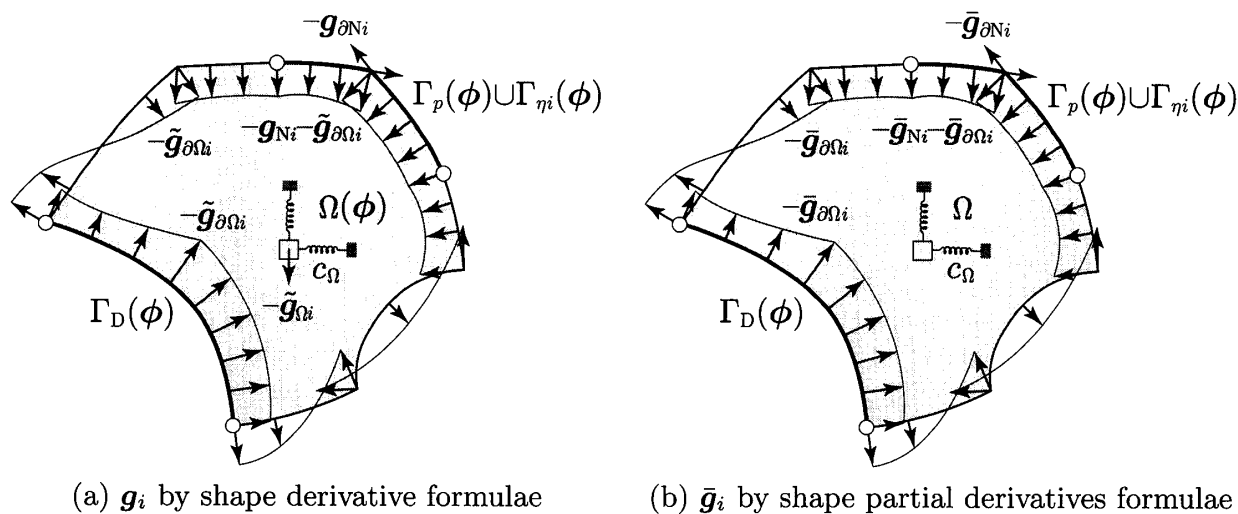 −g∂Ni
Γp(ϕ)∪Γηi(ϕ)
−g̃∂Ωi
−gNi−g̃∂Ωi
−g̃∂Ωi
Ω(ϕ)
cΩ
−g̃Ωi
ΓD(ϕ)
(a) gi by shape derivative formulae
−ḡ∂Ni
Γp(ϕ)∪Γηi(ϕ)
−ḡ∂Ωi
−ḡNi−ḡ∂Ωi
−ḡ∂Ωi
Ω
cΩ
ΓD(ϕ)
(b) ḡi by shape partial derivatives formulae